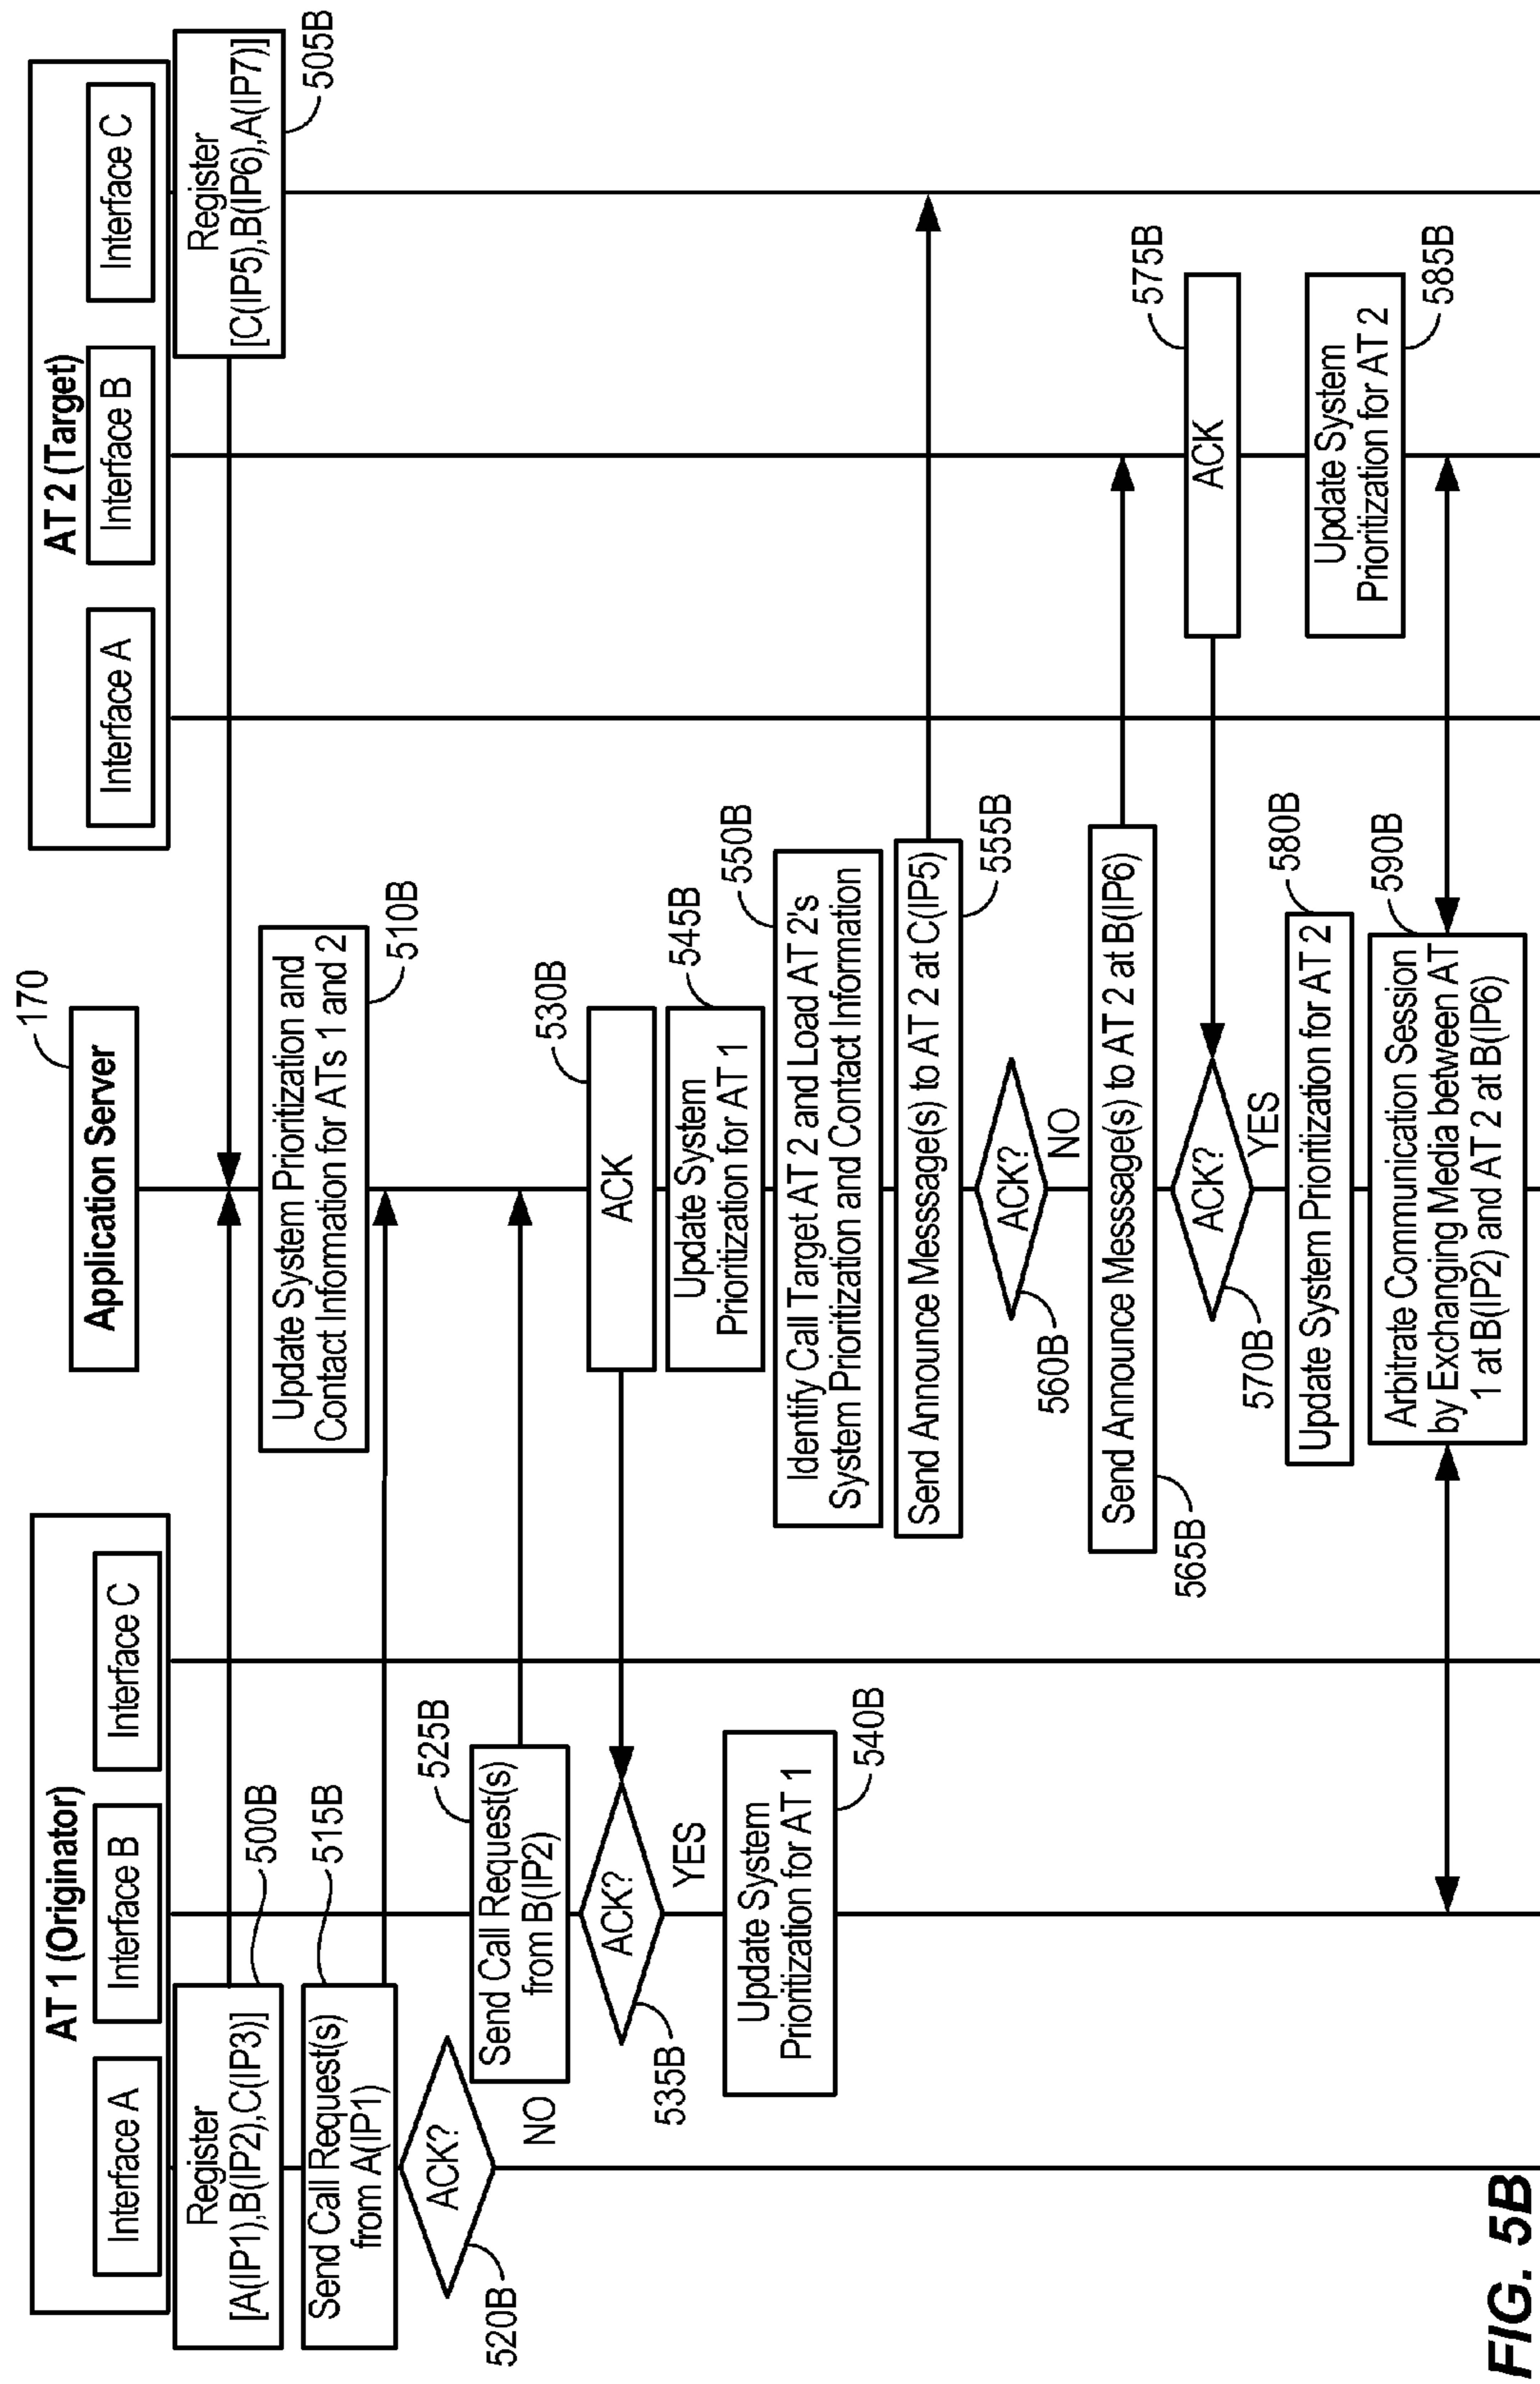 AT 1 (Originator)
Interface A
Interface B
Interface C
170
Application Server
AT 2 (Target)
Interface A
Interface B
Interface C
Register
[A(IP1),B(IP2),C(IP3)]
500B
Register
[C(IP5),B(IP6),A(IP7)]
505B
Update System Prioritization and
Contact Information for ATs 1 and 2
510B
Send Call Request(s)
from A(IP1)
515B
ACK?
520B
NO
Send Call Request(s)
from B(IP2)
525B
ACK
530B
ACK?
535B
YES
Update System
Prioritization for AT 1
540B
Update System
Prioritization for AT 1
545B
Identify Call Target AT 2 and Load AT 2's
System Prioritization and Contact Information
550B
Send Announce Messsage(s) to AT 2 at C(IP5)
555B
ACK?
560B
NO
Send Announce Messsage(s) to AT 2 at B(IP6)
565B
ACK?
570B
YES
ACK
575B
Update System Prioritization for AT 2
580B
Update System
Prioritization for AT 2
585B
Arbitrate Communication Session
by Exchanging Media between AT
1 at B(IP2) and AT 2 at B(IP6)
590B
FIG. 5B